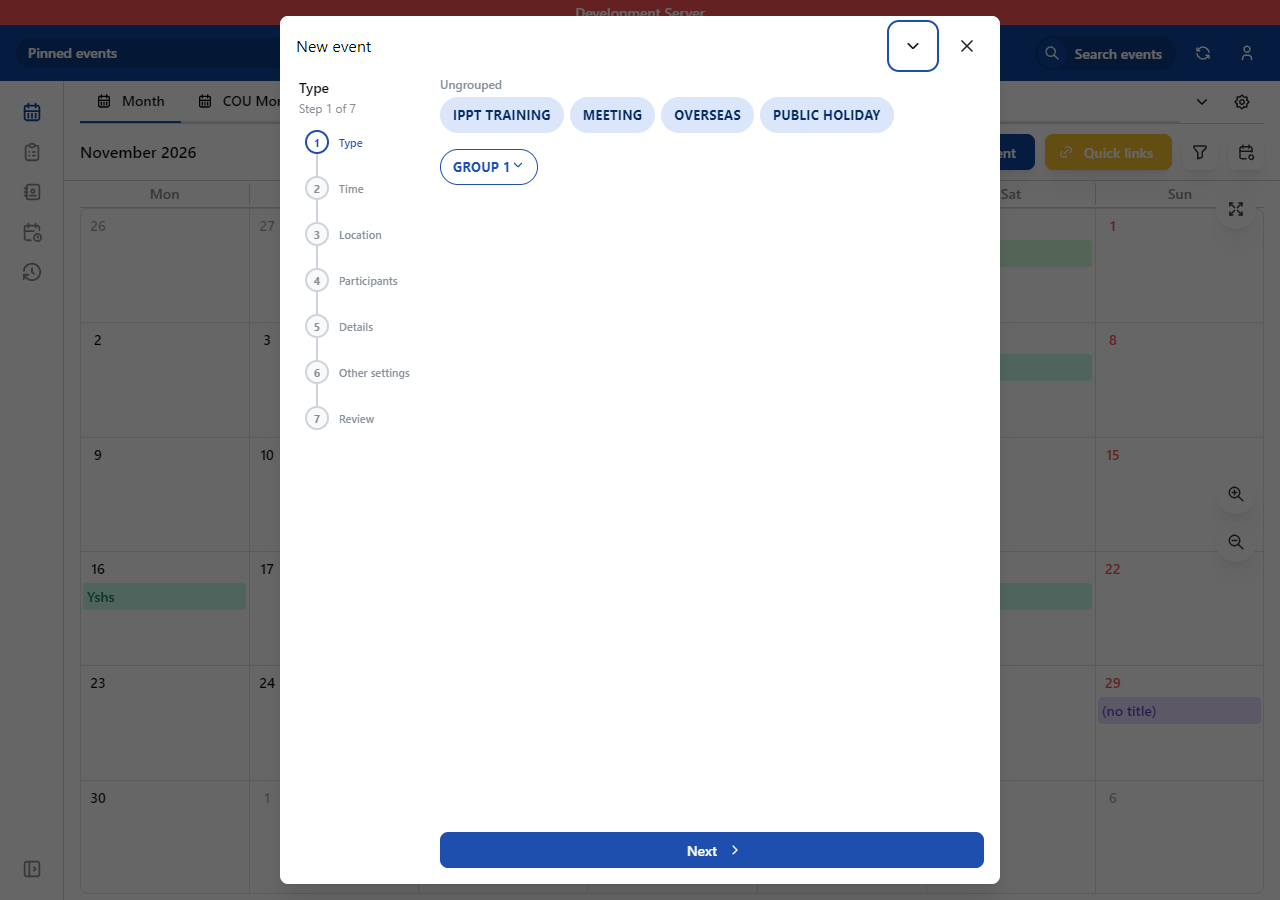 Development Server
Pinned events
Search events
Month
COU Mon
November 2026
Quick links
Mon
Sat
Sun
26
27
1
2
3
8
9
10
15
16
17
22
Yshs
23
24
29
(no title)
30
1
6
New event
Type
Step 1 of 7
1 Type
2 Time
3 Location
4 Participants
5 Details
6 Other settings
7 Review
Ungrouped
IPPT TRAINING MEETING OVERSEAS PUBLIC HOLIDAY
GROUP 1
Next